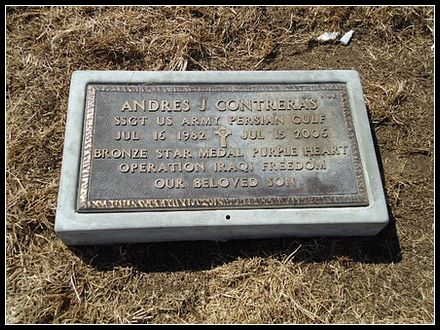 ANDRES J CONTRERAS
SSGT US ARMY PERSIAN GULF
JUL 16 1982 JUL 15 2006
BRONZE STAR MEDAL PURPLE HEART
OPERATION IRAQI FREEDOM
OUR BELOVED SON